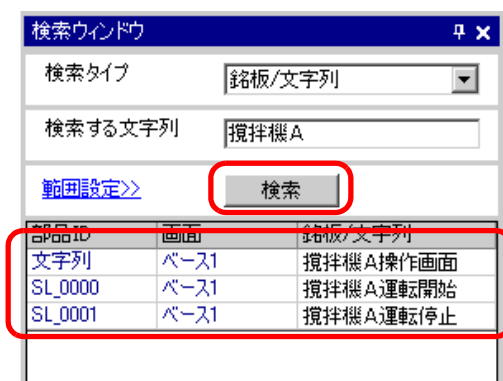 検索ウィンドウ
検索タイプ 銘板/文字列
検索する文字列 撹拌機A
範囲設定>> 検索
部品ID 画面 銘板/文字列
文字列 ベース1 撹拌機A操作画面
SL_0000 ベース1 撹拌機A運転開始
SL_0001 ベース1 撹拌機A運転停止